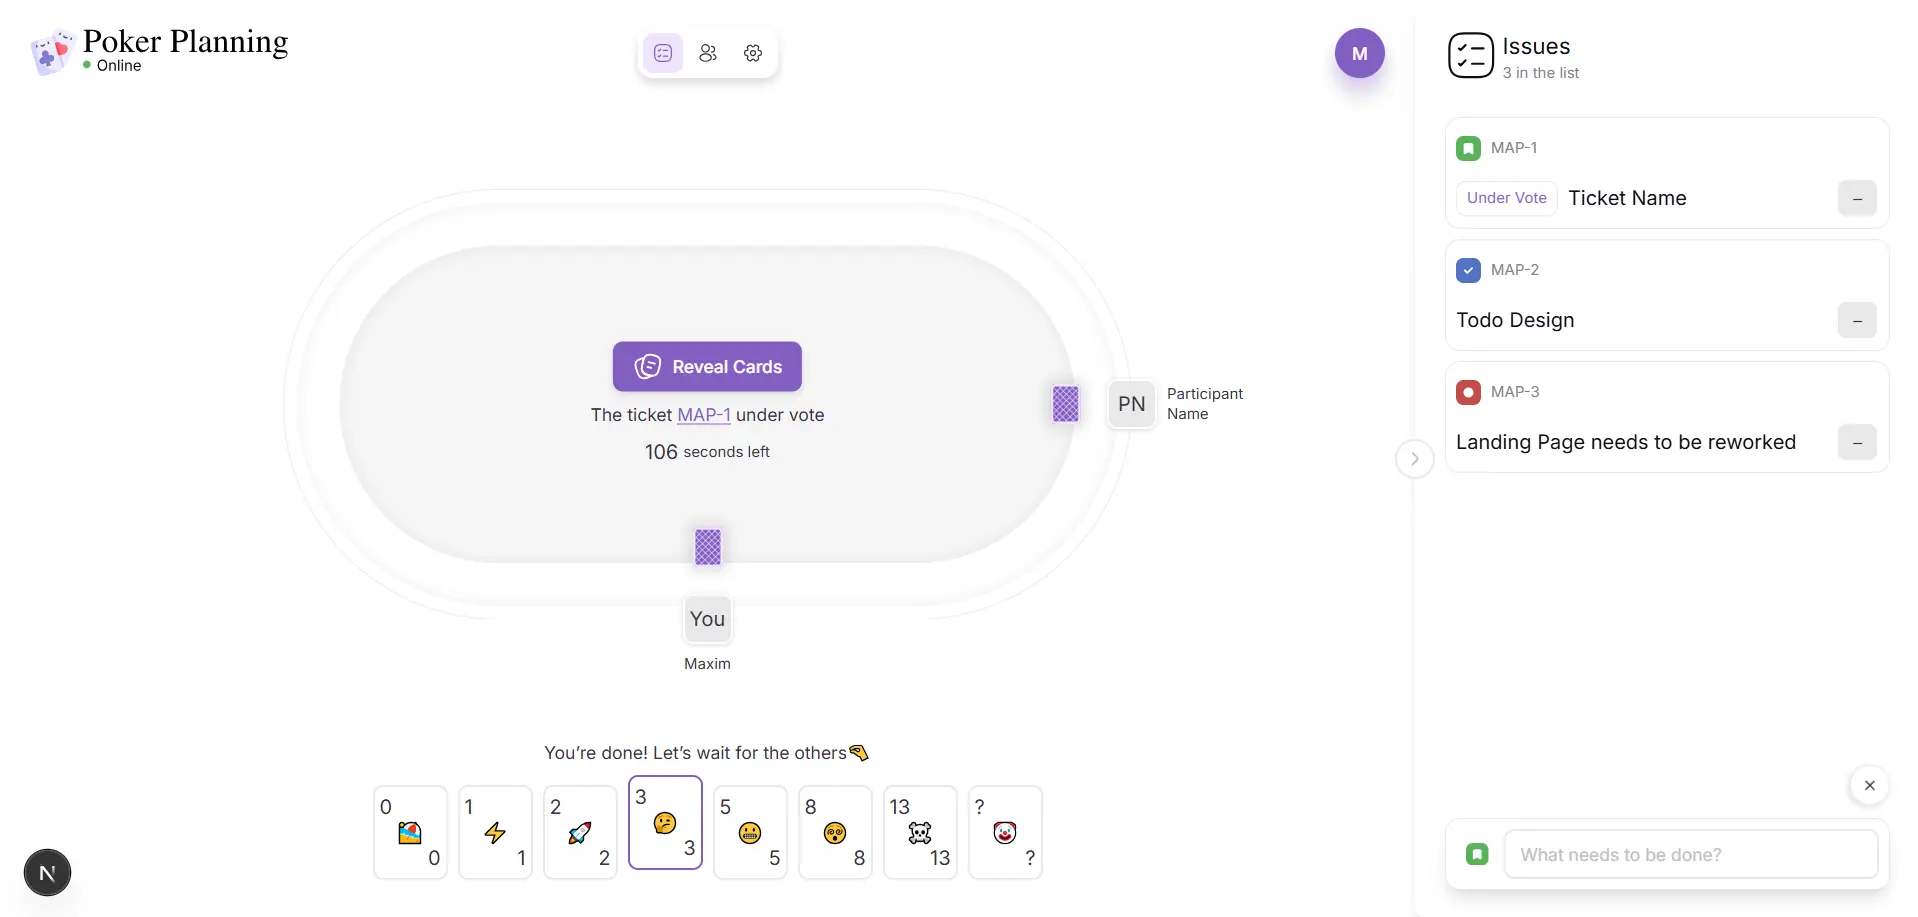 Poker Planning
Online
M
Issues
3 in the list
MAP-1
Under Vote
Ticket Name
–
MAP-2
Todo Design
–
MAP-3
Landing Page needs to be reworked
–
Reveal Cards
The ticket MAP-1 under vote
106 seconds left
PN
Participant
Name
You
Maxim
You’re done! Let’s wait for the others
0
0
1
1
2
2
3
3
5
5
8
8
13
13
?
?
N
What needs to be done?